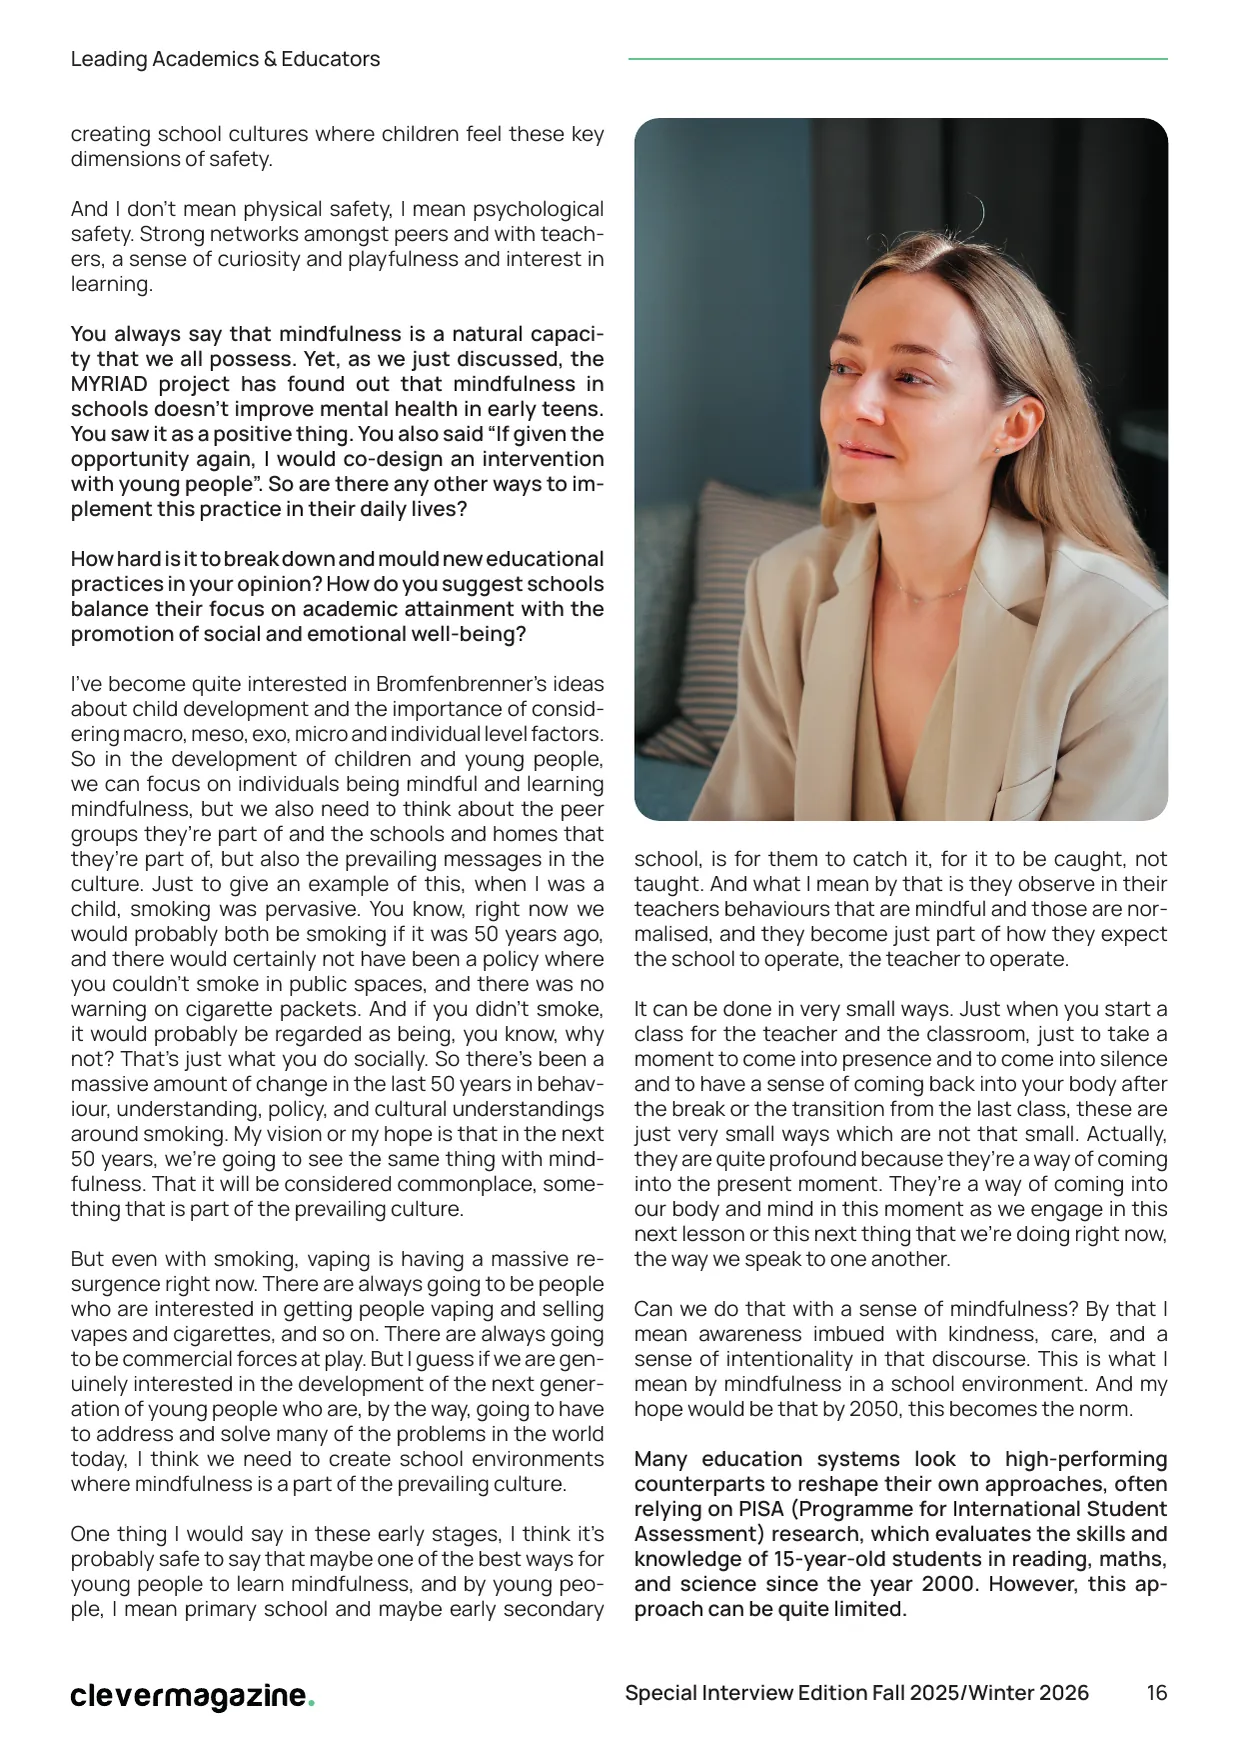 Leading Academics & Educators
creating school cultures where children feel these key
dimensions of safety.
And I don't mean physical safety, I mean psychological
safety. Strong networks amongst peers and with teach-
ers, a sense of curiosity and playfulness and interest in
learning.
You always say that mindfulness is a natural capaci-
ty that we all possess. Yet, as we just discussed, the
MYRIAD project has found out that mindfulness in
schools doesn't improve mental health in early teens.
You saw it as a positive thing. You also said “If given the
opportunity again, I would co-design an intervention
with young people”. So are there any other ways to im-
plement this practice in their daily lives?
How hard is it to break down and mould new educational
practices in your opinion? How do you suggest schools
balance their focus on academic attainment with the
promotion of social and emotional well-being?
I've become quite interested in Bromfenbrenner's ideas
about child development and the importance of consid-
ering macro, meso, exo, micro and individual level factors.
So in the development of children and young people,
we can focus on individuals being mindful and learning
mindfulness, but we also need to think about the peer
groups they're part of and the schools and homes that
they're part of, but also the prevailing messages in the
culture. Just to give an example of this, when I was a
child, smoking was pervasive. You know, right now we
would probably both be smoking if it was 50 years ago,
and there would certainly not have been a policy where
you couldn't smoke in public spaces, and there was no
warning on cigarette packets. And if you didn't smoke,
it would probably be regarded as being, you know, why
not? That's just what you do socially. So there's been a
massive amount of change in the last 50 years in behav-
iour, understanding, policy, and cultural understandings
around smoking. My vision or my hope is that in the next
50 years, we're going to see the same thing with mind-
fulness. That it will be considered commonplace, some-
thing that is part of the prevailing culture.
But even with smoking, vaping is having a massive re-
surgence right now. There are always going to be people
who are interested in getting people vaping and selling
vapes and cigarettes, and so on. There are always going
to be commercial forces at play. But I guess if we are gen-
uinely interested in the development of the next gener-
ation of young people who are, by the way, going to have
to address and solve many of the problems in the world
today, I think we need to create school environments
where mindfulness is a part of the prevailing culture.
One thing I would say in these early stages, I think it's
probably safe to say that maybe one of the best ways for
young people to learn mindfulness, and by young peo-
ple, I mean primary school and maybe early secondary
school, is for them to catch it, for it to be caught, not
taught. And what I mean by that is they observe in their
teachers behaviours that are mindful and those are nor-
malised, and they become just part of how they expect
the school to operate, the teacher to operate.
It can be done in very small ways. Just when you start a
class for the teacher and the classroom, just to take a
moment to come into presence and to come into silence
and to have a sense of coming back into your body after
the break or the transition from the last class, these are
just very small ways which are not that small. Actually,
they are quite profound because they're a way of coming
into the present moment. They're a way of coming into
our body and mind in this moment as we engage in this
next lesson or this next thing that we're doing right now,
the way we speak to one another.
Can we do that with a sense of mindfulness? By that I
mean awareness imbued with kindness, care, and a
sense of intentionality in that discourse. This is what I
mean by mindfulness in a school environment. And my
hope would be that by 2050, this becomes the norm.
Many education systems look to high-performing
counterparts to reshape their own approaches, often
relying on PISA (Programme for International Student
Assessment) research, which evaluates the skills and
knowledge of 15-year-old students in reading, maths,
and science since the year 2000. However, this ap-
proach can be quite limited.
clevermagazine.
Special Interview Edition Fall 2025/Winter 2026
16